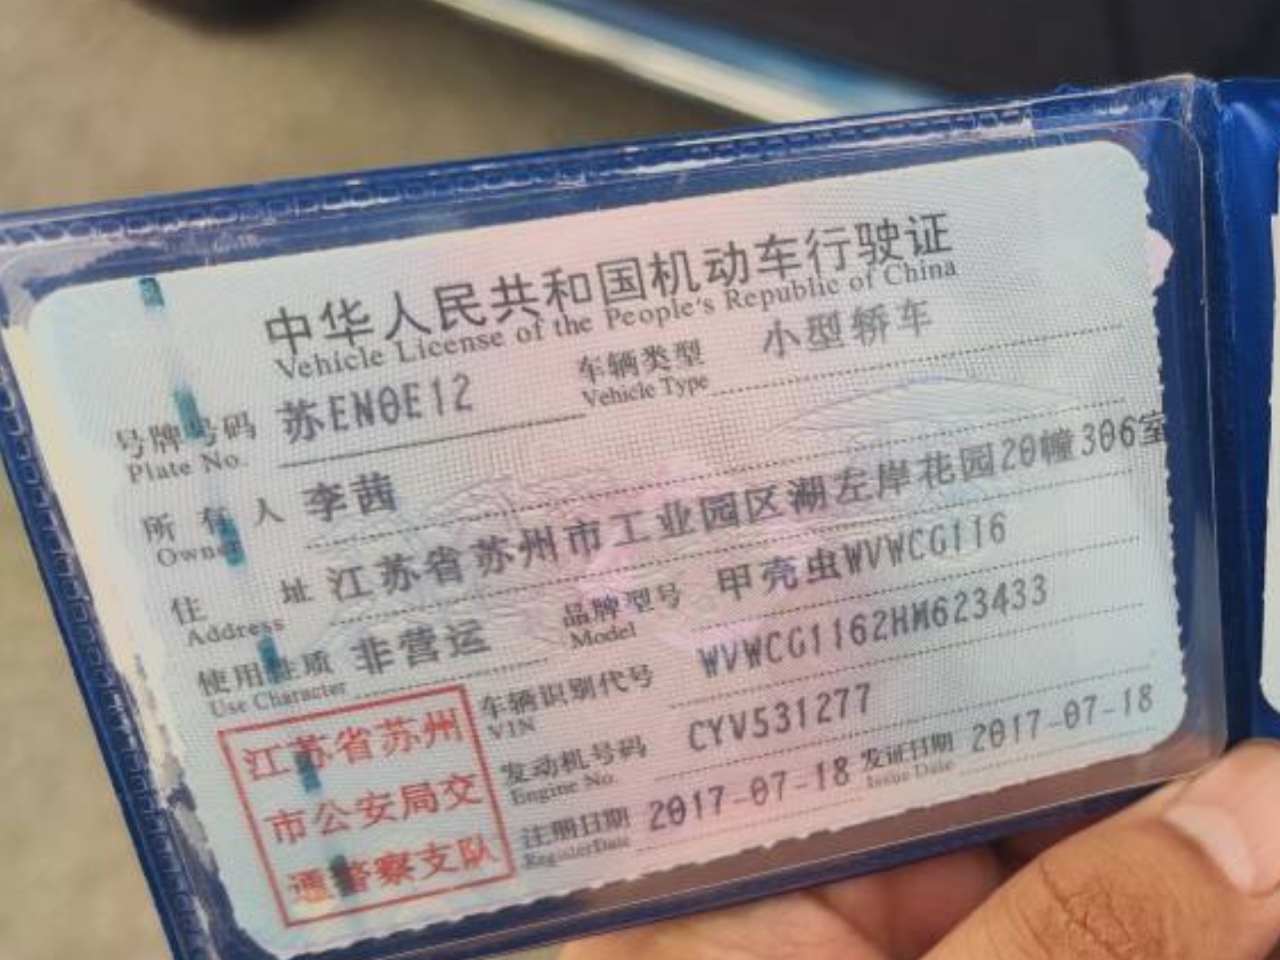 中华人民共和国机动车行驶证
Vehicle License of the People's Republic of China
号牌号码 苏EN0E12 车辆类型 小型轿车
Plate No. Vehicle Type
所有人 李茜
Owner
住址 江苏省苏州市工业园区湖左岸花园20幢306室
Address
使用性质 非营运 品牌型号 甲壳虫WVWCG116
Use Character Model
车辆识别代号 WVWCG1162HM623433
VIN
发动机号码 CYV531277
Engine No.
注册日期 2017-07-18 发证日期 2017-07-18
Register Date Issue Date
江苏省苏州
市公安局交
通警察支队